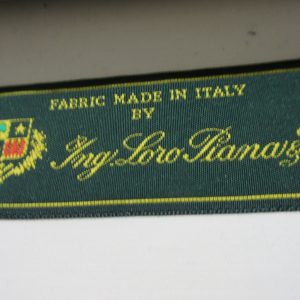 FABRIC MADE IN ITALY
BY
Ing. Loro Piana &